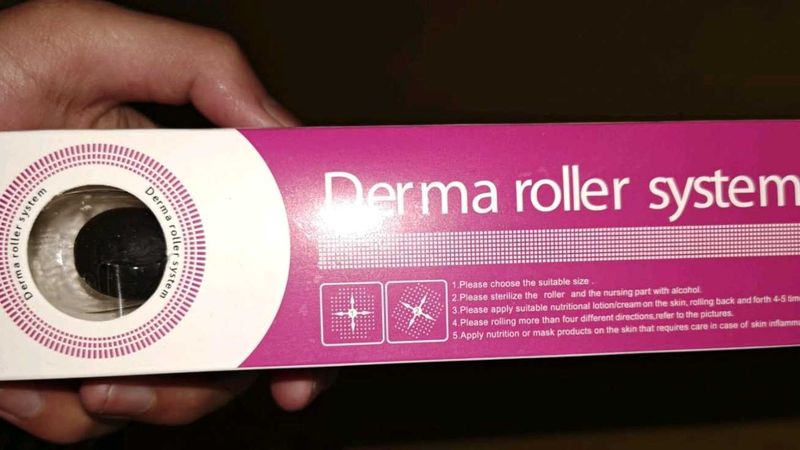 Derma roller system
Derma roller system
Derma roller system
1.Please choose the suitable size .
2.Please sterilize the roller and the nursing part with alcohol.
3.Please apply suitable nutritional lotion/cream on the skin, rolling back and forth 4-5
4.Please rolling more than four different directions,refer to the pictures.
5.Apply nutrition or mask products on the skin that requires care in case of skin